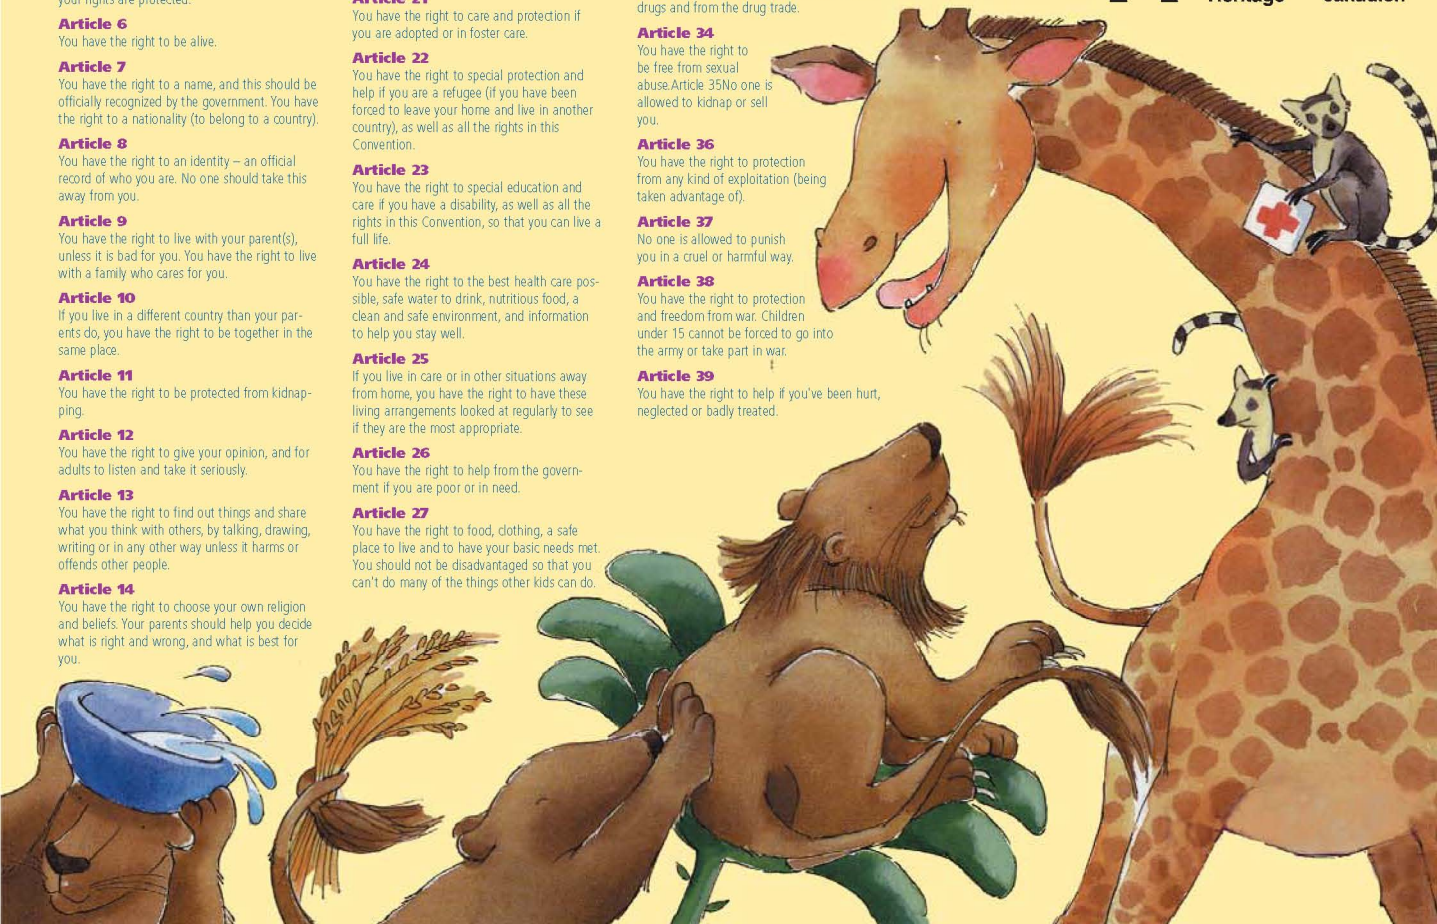 your rights are protected.
Article 6
You have the right to be alive.
Article 7
You have the right to a name, and this should be
officially recognized by the government. You have
the right to a nationality (to belong to a country).
Article 8
You have the right to an identity – an official
record of who you are. No one should take this
away from you.
Article 9
You have the right to live with your parent(s),
unless it is bad for you. You have the right to live
with a family who cares for you.
Article 10
If you live in a different country than your par-
ents do, you have the right to be together in the
same place.
Article 11
You have the right to be protected from kidnap-
ping.
Article 12
You have the right to give your opinion, and for
adults to listen and take it seriously.
Article 13
You have the right to find out things and share
what you think with others, by talking, drawing,
writing or in any other way unless it harms or
offends other people.
Article 14
You have the right to choose your own religion
and beliefs. Your parents should help you decide
what is right and wrong, and what is best for
you.
Article 21
You have the right to care and protection if
you are adopted or in foster care.
Article 22
You have the right to special protection and
help if you are a refugee (if you have been
forced to leave your home and live in another
country), as well as all the rights in this
Convention.
Article 23
You have the right to special education and
care if you have a disability, as well as all the
rights in this Convention, so that you can live a
full life.
Article 24
You have the right to the best health care pos-
sible, safe water to drink, nutritious food, a
clean and safe environment, and information
to help you stay well.
Article 25
If you live in care or in other situations away
from home, you have the right to have these
living arrangements looked at regularly to see
if they are the most appropriate.
Article 26
You have the right to help from the govern-
ment if you are poor or in need.
Article 27
You have the right to food, clothing, a safe
place to live and to have your basic needs met.
You should not be disadvantaged so that you
can't do many of the things other kids can do.
drugs and from the drug trade.
Article 34
You have the right to
be free from sexual
abuse.Article 35No one is
allowed to kidnap or sell
you.
Article 36
You have the right to protection
from any kind of exploitation (being
taken advantage of).
Article 37
No one is allowed to punish
you in a cruel or harmful way.
Article 38
You have the right to protection
and freedom from war. Children
under 15 cannot be forced to go into
the army or take part in war.
Article 39
You have the right to help if you've been hurt,
neglected or badly treated.
Heritage canadien